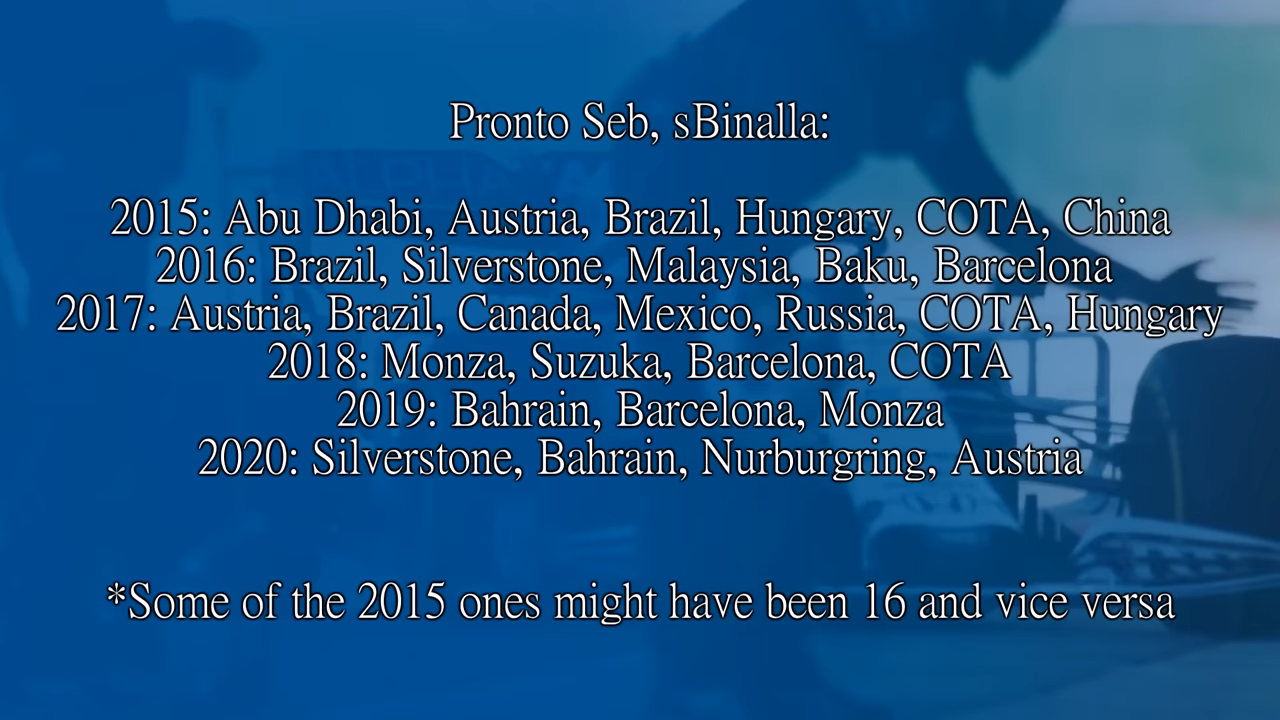 Pronto Seb, sBinalla:
2015: Abu Dhabi, Austria, Brazil, Hungary, COTA, China
2016: Brazil, Silverstone, Malaysia, Baku, Barcelona
2017: Austria, Brazil, Canada, Mexico, Russia, COTA, Hungary
2018: Monza, Suzuka, Barcelona, COTA
2019: Bahrain, Barcelona, Monza
2020: Silverstone, Bahrain, Nurburgring, Austria
*Some of the 2015 ones might have been 16 and vice versa